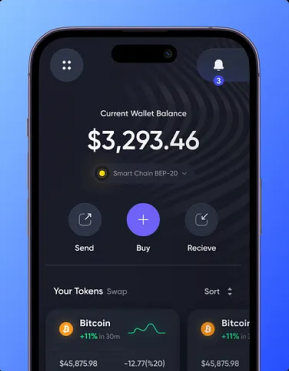 3
Current Wallet Balance
$3,293.46
Smart Chain BEP-20
Send Buy Recieve
Your Tokens Swap Sort
Bitcoin Bitcoin
+11% in 30m +11% in
$45,875.98 -12.77(%20) $45,875.98